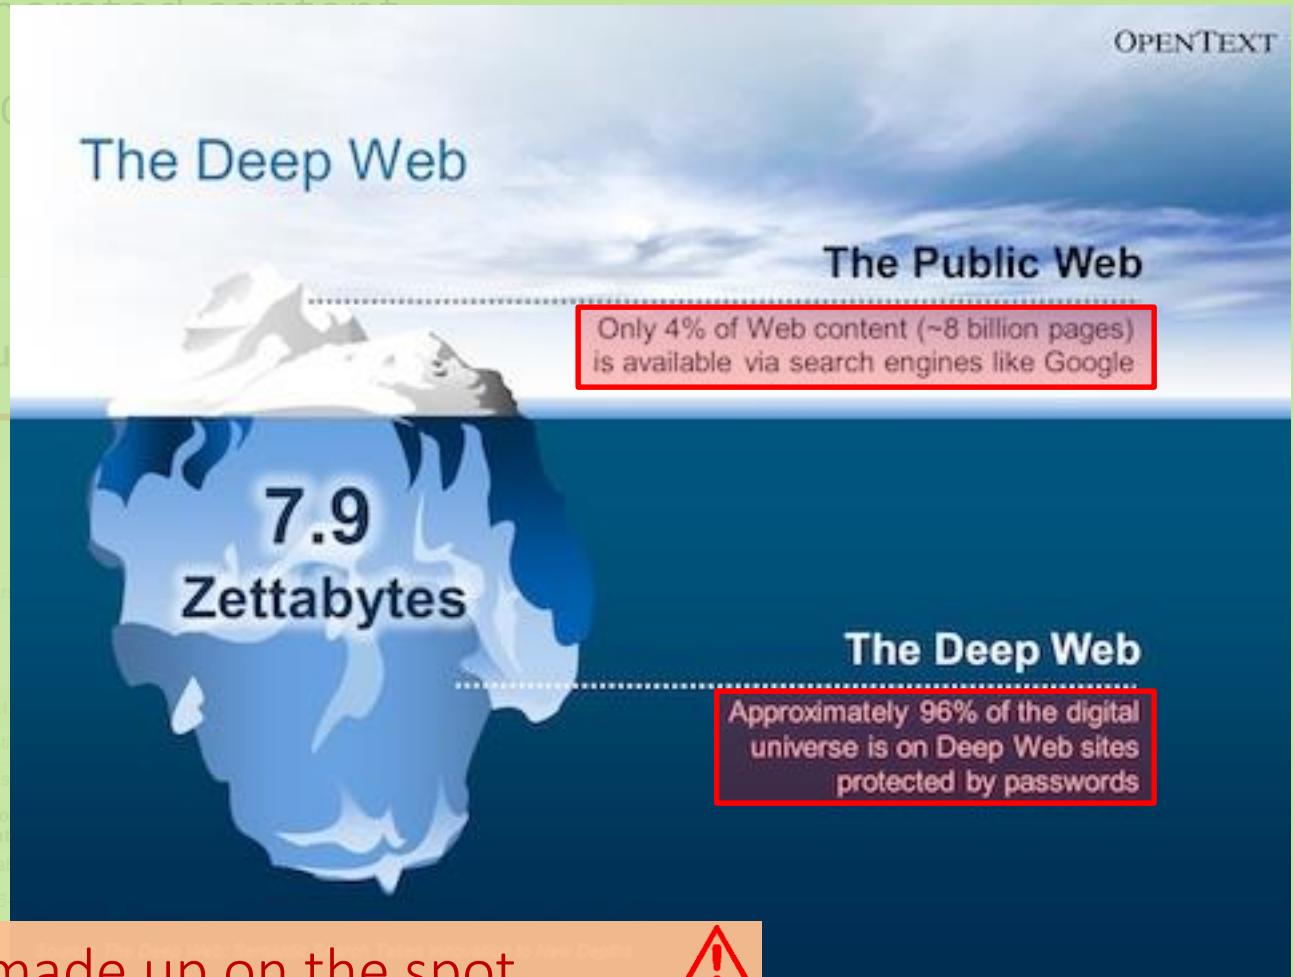 OPENTEXT
The Deep Web
The Public Web
Only 4% of Web content (~8 billion pages)
is available via search engines like Google
7.9
Zettabytes
The Deep Web
Approximately 96% of the digital
universe is on Deep Web sites
protected by passwords
made up on the spot